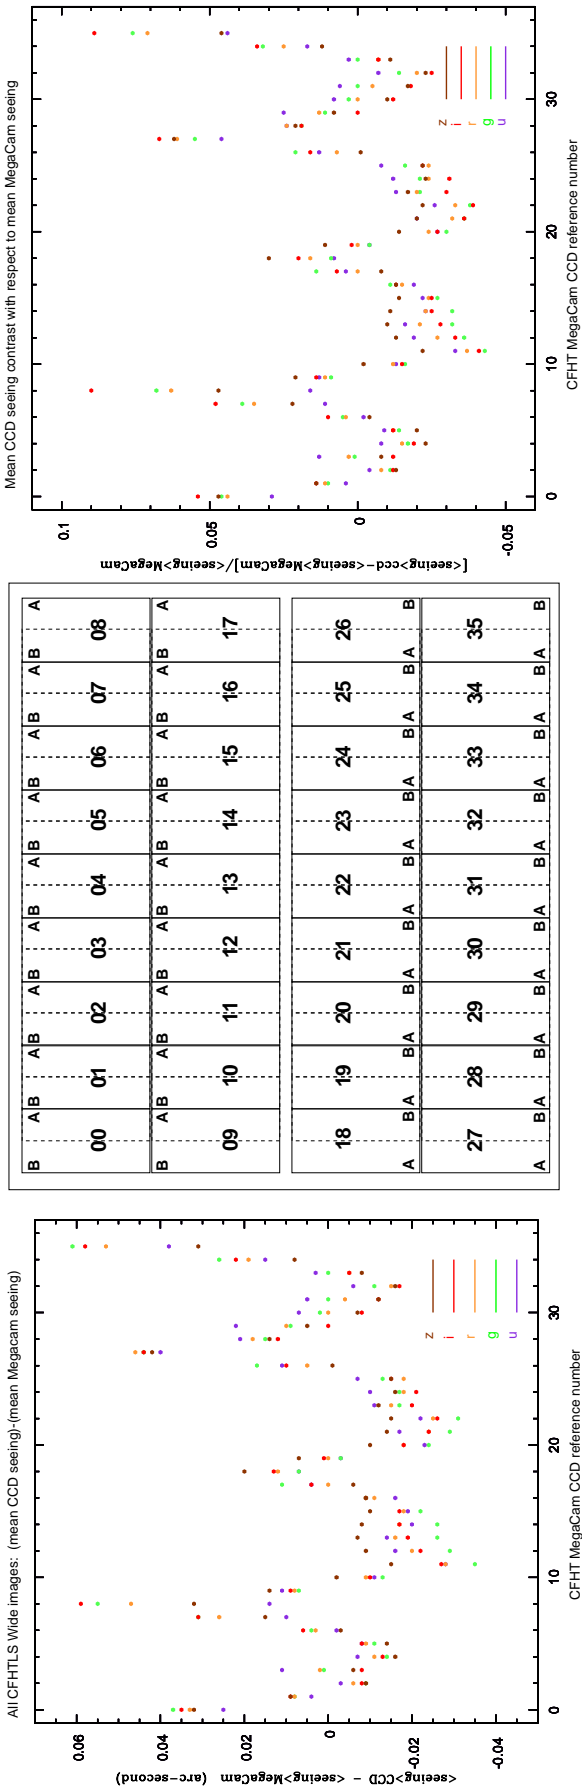 All CFHTLS Wide images: (mean CCD seeing)-(mean Megacam seeing)
<seeing>CCD - <seeing>MegaCam (arc-second)
0.06
0.04
0.02
0
-0.02
-0.04
z
i
r
g
u
0 10 20 30
CFHT MegaCam CCD reference number
B A B A B A B A B A B A B A B A B A
00 01 02 03 04 05 06 07 08
B A B A B A B A B A B A B A B A B A
09 10 11 12 13 14 15 16 17
18 19 20 21 22 23 24 25 26
A B A B A B A B A B A B A B A B A B
27 28 29 30 31 32 33 34 35
A B A B A B A B A B A B A B A B A B
Mean CCD seeing contrast with respect to mean MegaCam seeing
[<seeing>ccd-<seeing>MegaCam]/<seeing>MegaCam
0.1
0.05
0
-0.05
z
i
r
g
u
0 10 20 30
CFHT MegaCam CCD reference number